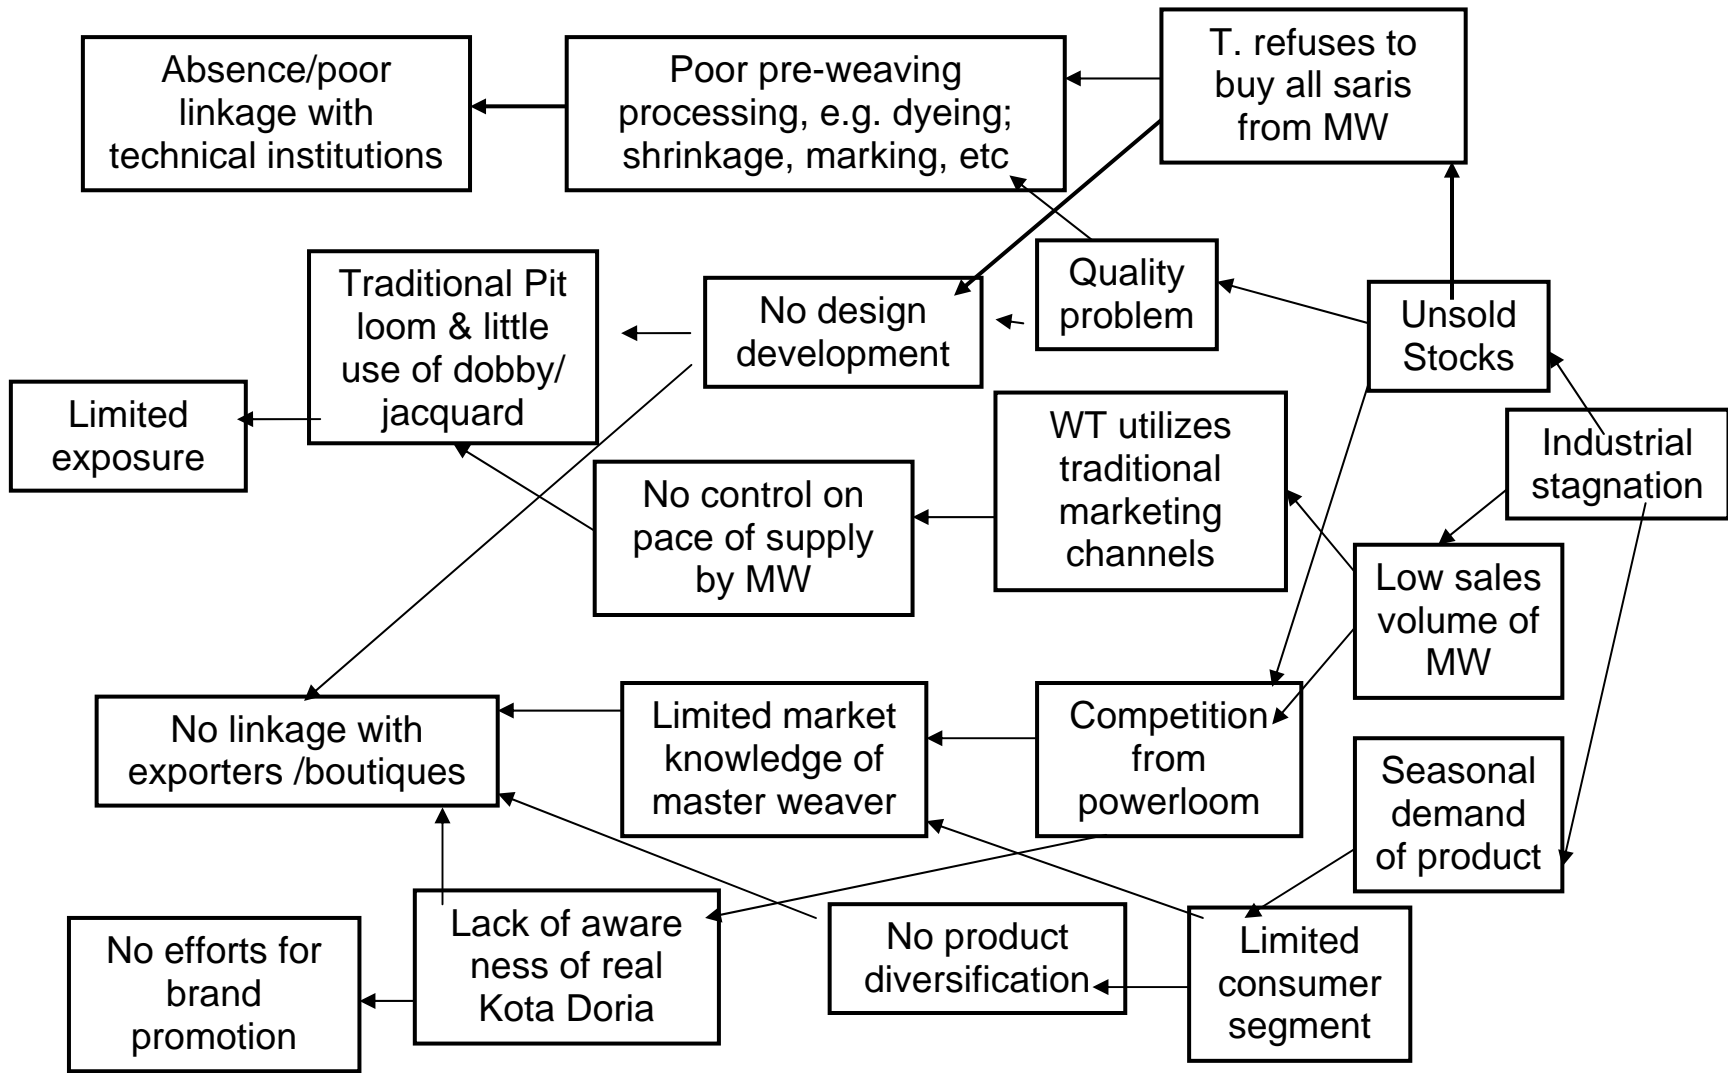 Absence/poor
linkage with
technical institutions
Poor pre-weaving
processing, e.g. dyeing;
shrinkage, marking, etc
T. refuses to
buy all saris
from MW
Traditional Pit
loom & little
use of dobby/
jacquard
No design
development
Quality
problem
Unsold
Stocks
Limited
exposure
No control on
pace of supply
by MW
WT utilizes
traditional
marketing
channels
Industrial
stagnation
Low sales
volume of
MW
No linkage with
exporters /boutiques
Limited market
knowledge of
master weaver
Competition
from
powerloom
Seasonal
demand
of product
No efforts for
brand
promotion
Lack of aware
ness of real
Kota Doria
No product
diversification
Limited
consumer
segment